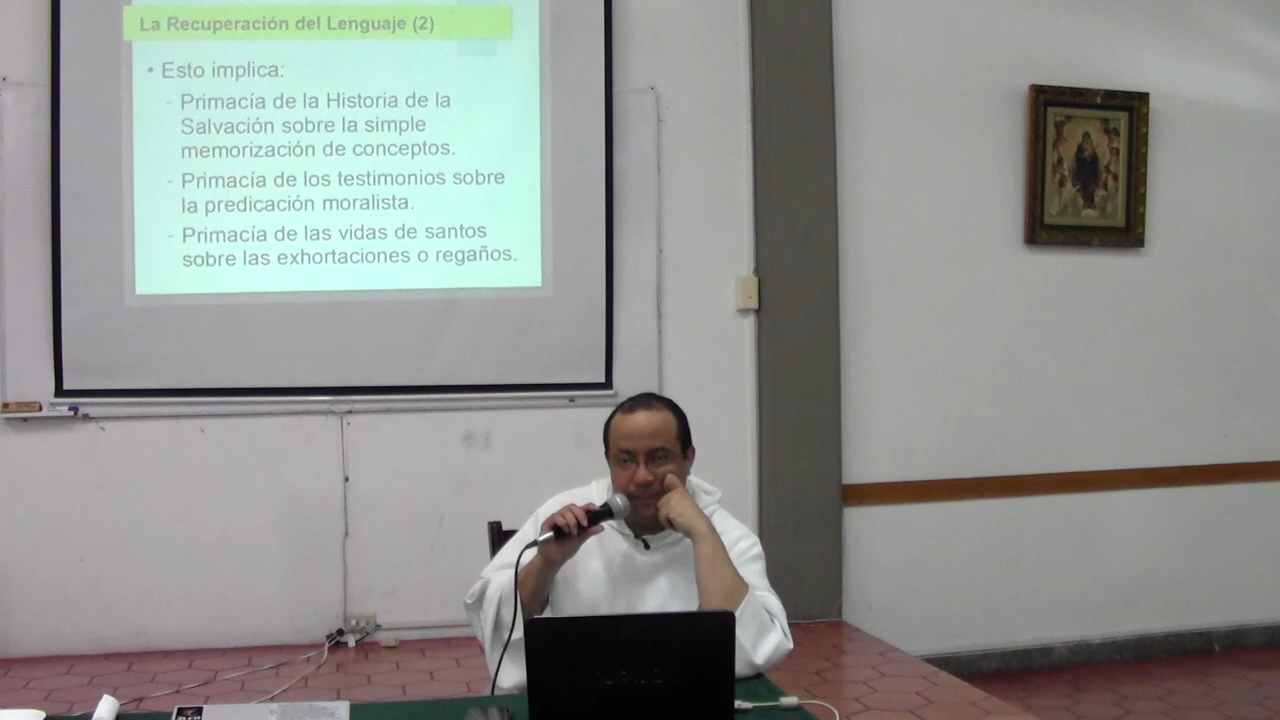 La Recuperación del Lenguaje (2)
• Esto implica:
- Primacía de la Historia de la
Salvación sobre la simple
memorización de conceptos.
- Primacía de los testimonios sobre
la predicación moralista.
- Primacía de las vidas de santos
sobre las exhortaciones o regaños.